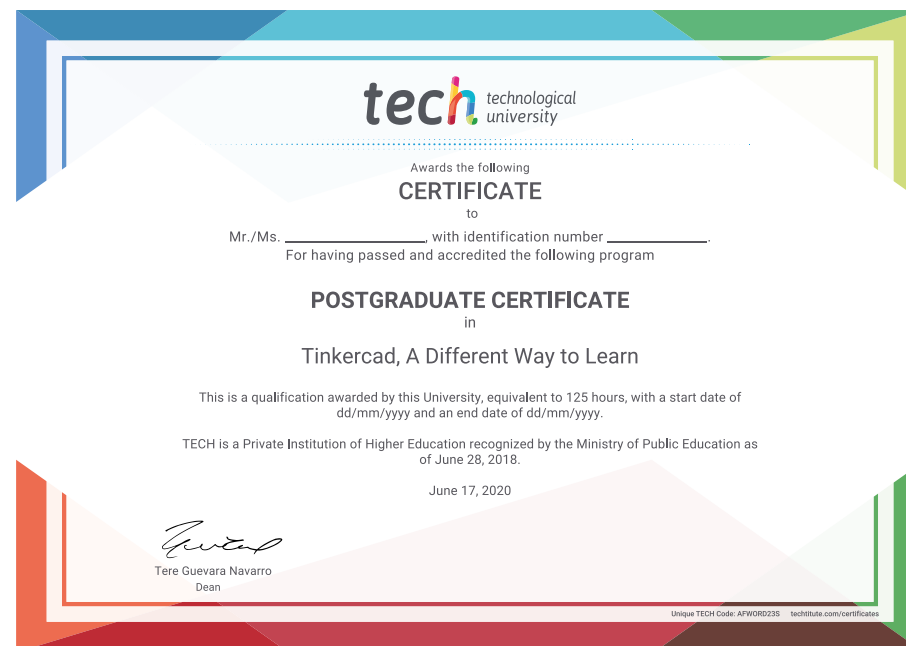 tech technological
university
Awards the following
CERTIFICATE
to
Mr./Ms. ____________________, with identification number ______________.
For having passed and accredited the following program
POSTGRADUATE CERTIFICATE
in
Tinkercad, A Different Way to Learn
This is a qualification awarded by this University, equivalent to 125 hours, with a start date of
dd/mm/yyyy and an end date of dd/mm/yyyy.
TECH is a Private Institution of Higher Education recognized by the Ministry of Public Education as
of June 28, 2018.
June 17, 2020
Tere Guevara Navarro
Dean
Unique TECH Code: AFWORD23S techtitute.com/certificates